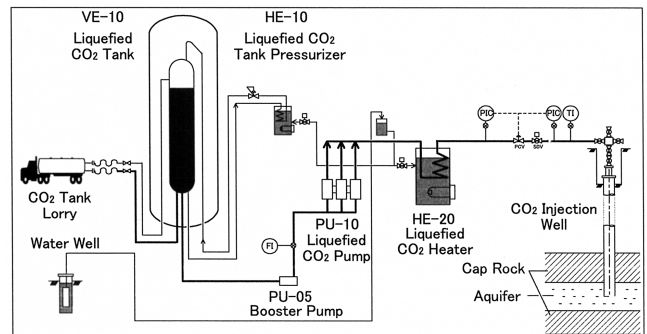 VE-10
Liquefied
CO2 Tank
HE-10
Liquefied CO2
Tank Pressurizer
PIC
PIC
TI
PCV
SDV
CO2 Tank
Lorry
Water Well
FI
PU-10
Liquefied
CO2 Pump
HE-20
Liquefied
CO2 Heater
CO2 Injection
Well
PU-05
Booster Pump
Cap Rock
Aquifer